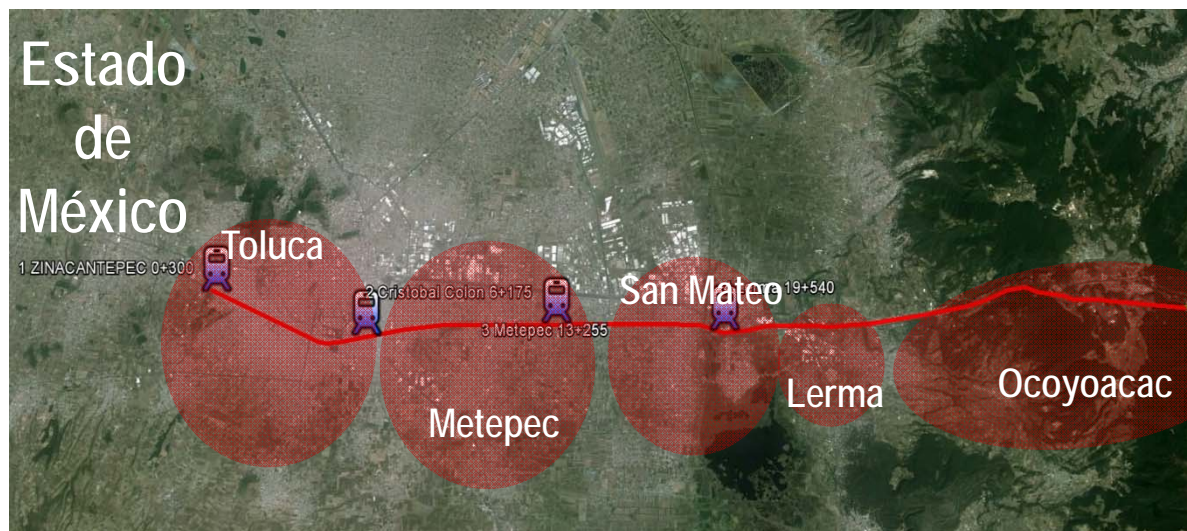 Estado
de
México
Toluca
1 ZINACANTEPEC 0+300
2 Cristobal Colon 6+175
San Mateo
Lerma 19+540
3 Metepec 13+255
Ocoyoacac
Lerma
Metepec